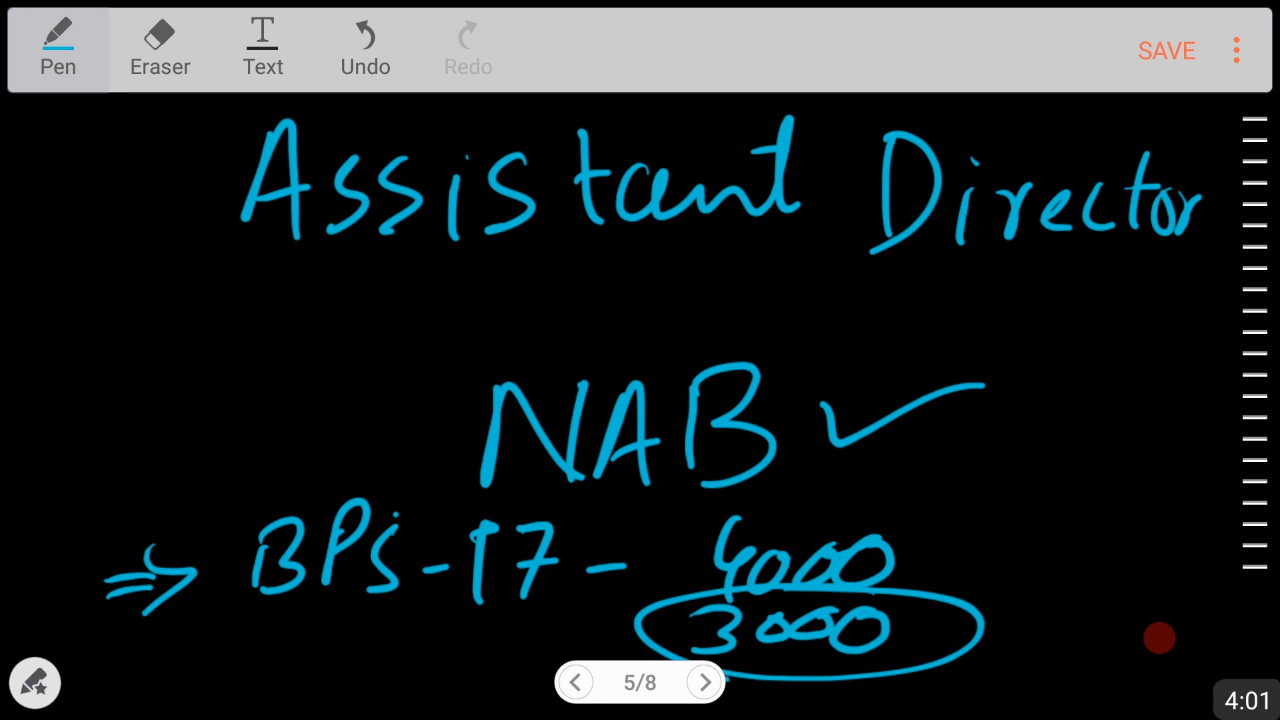 Pen Eraser Text Undo Redo SAVE
Assistant Director
NAB
BPS-17 - 4000
3000
5/8
4:01